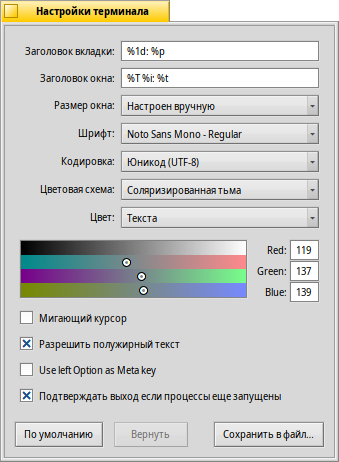 Настройки терминала
Заголовок вкладки: %1d: %p
Заголовок окна: %T %i: %t
Размер окна: Настроен вручную
Шрифт: Noto Sans Mono - Regular
Кодировка: Юникод (UTF-8)
Цветовая схема: Соляризированная тьма
Цвет: Текста
Red: 119
Green: 137
Blue: 139
Мигающий курсор
Разрешить полужирный текст
Use left Option as Meta key
Подтверждать выход если процессы еще запущены
По умолчанию Вернуть Сохранить в файл...